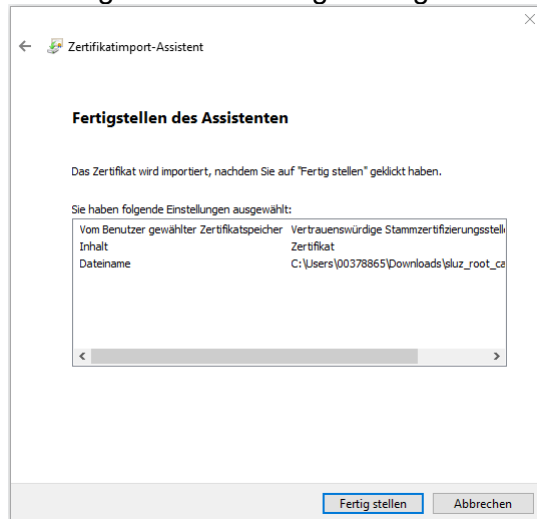 Zertifikatimport-Assistent
Fertigstellen des Assistenten
Das Zertifikat wird importiert, nachdem Sie auf "Fertig stellen" geklickt haben.
Sie haben folgende Einstellungen ausgewählt:
Vom Benutzer gewählter Zertifikatspeicher Vertrauenswürdige Stammzertifizierungsstelle
Inhalt Zertifikat
Dateiname C:\Users\00378865\Downloads\sluz_root_ca
Fertig stellen Abbrechen